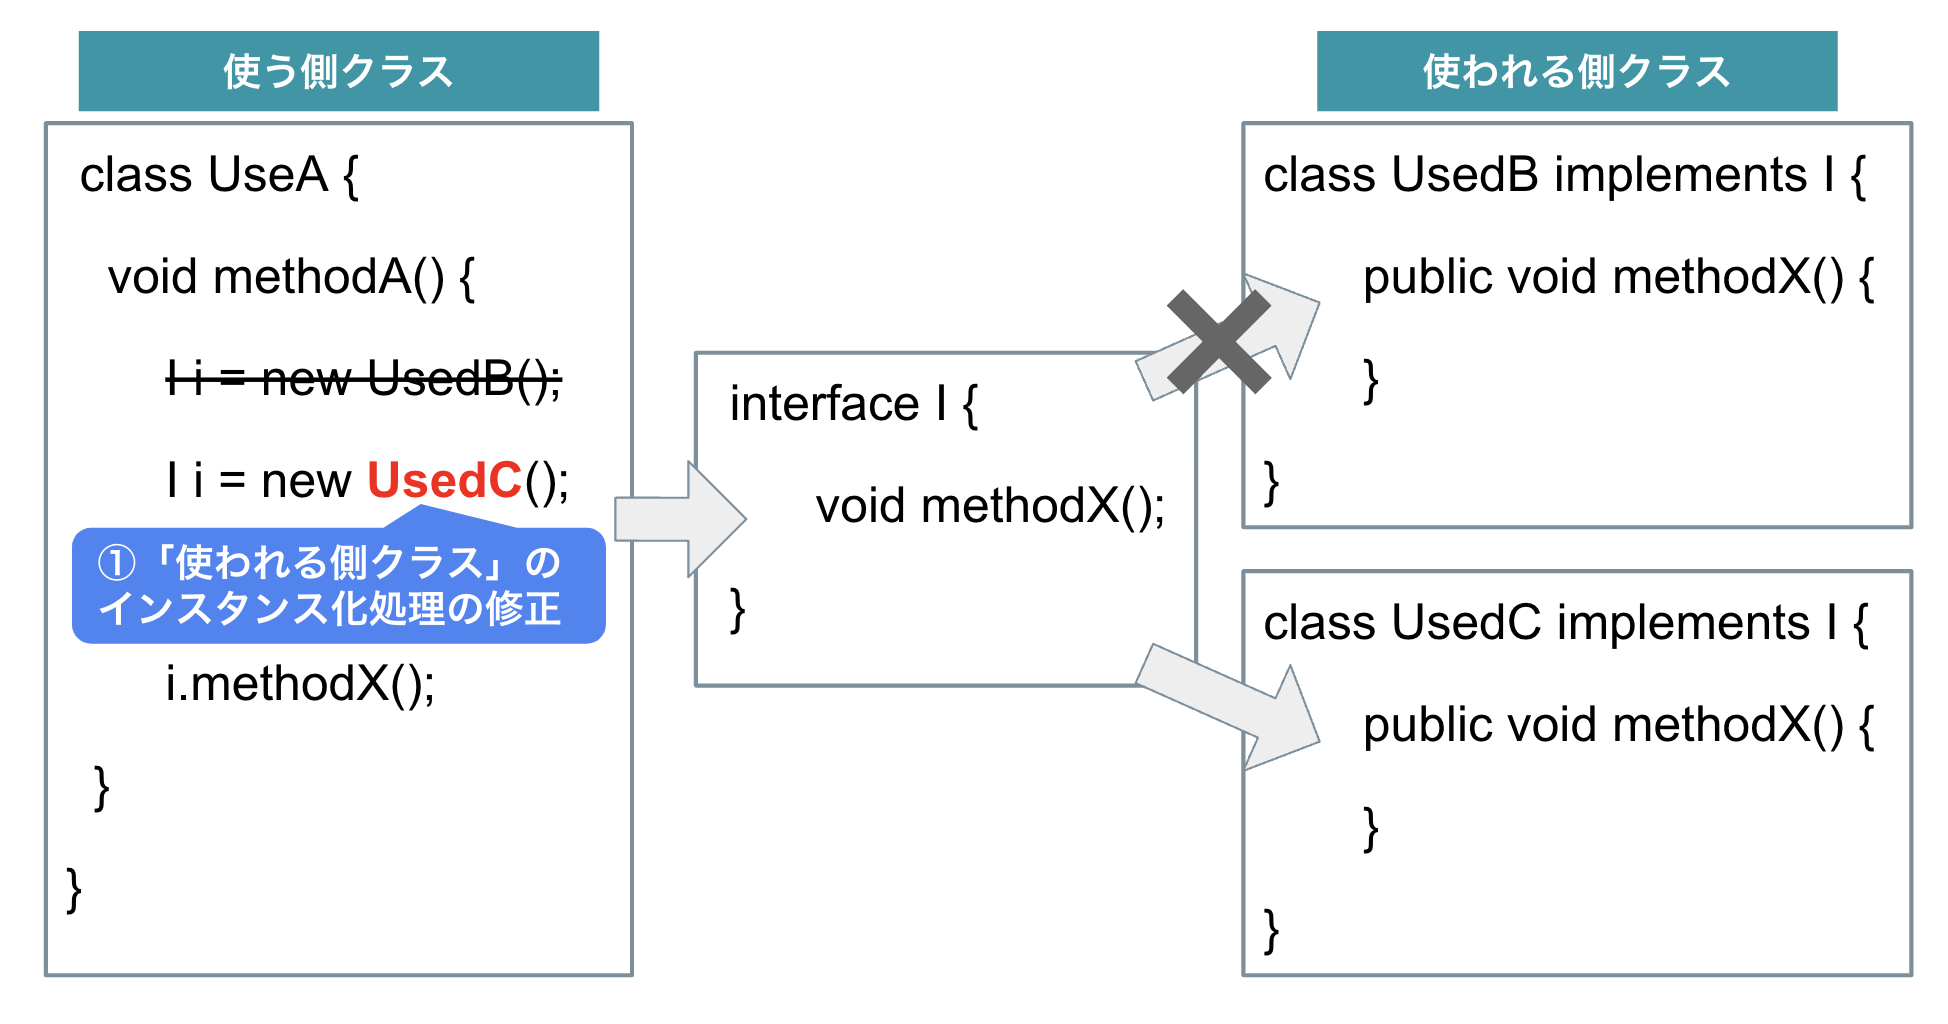 使う側クラス
class UseA {
void methodA() {
I i = new UsedB();
I i = new UsedC();
①「使われる側クラス」の
インスタンス化処理の修正
i.methodX();
}
}
interface I {
void methodX();
}
使われる側クラス
class UsedB implements I {
public void methodX() {
}
}
class UsedC implements I {
public void methodX() {
}
}